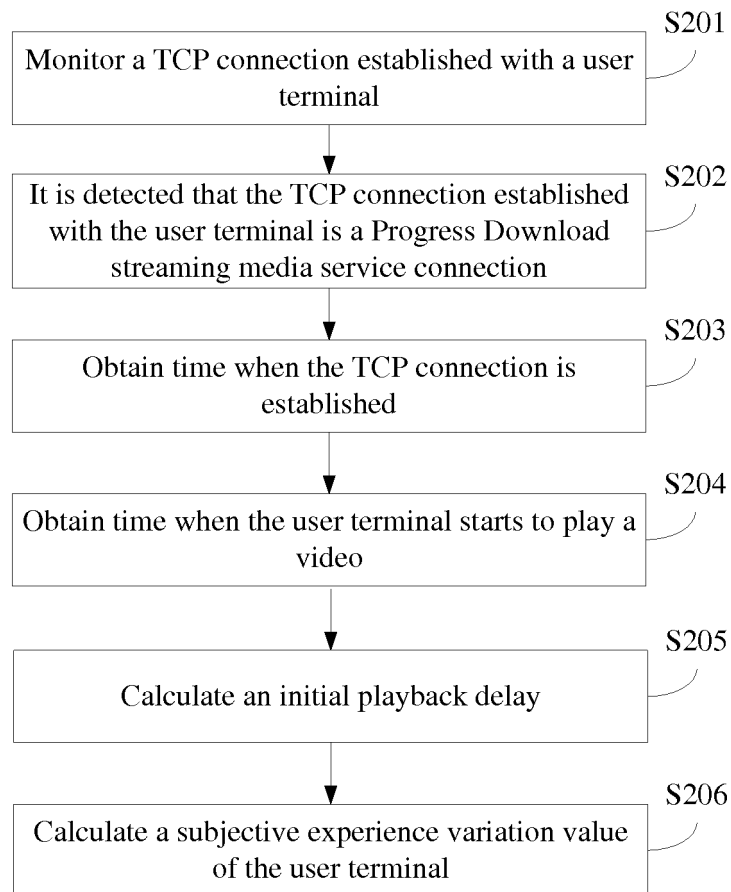 S201
Monitor a TCP connection established with a user
terminal
S202
It is detected that the TCP connection established
with the user terminal is a Progress Download
streaming media service connection
S203
Obtain time when the TCP connection is
established
S204
Obtain time when the user terminal starts to play a
video
S205
Calculate an initial playback delay
S206
Calculate a subjective experience variation value
of the user terminal